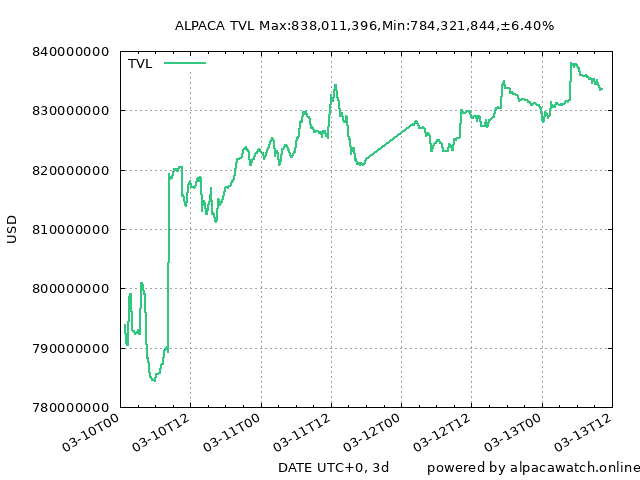 ALPACA TVL Max:838,011,396,Min:784,321,844,±6.40%
TVL
840000000
830000000
820000000
810000000
800000000
790000000
780000000
USD
03-10T00
03-10T12
03-11T00
03-11T12
03-12T00
03-12T12
03-13T00
03-13T12
DATE UTC+0, 3d
powered by alpacawatch.online